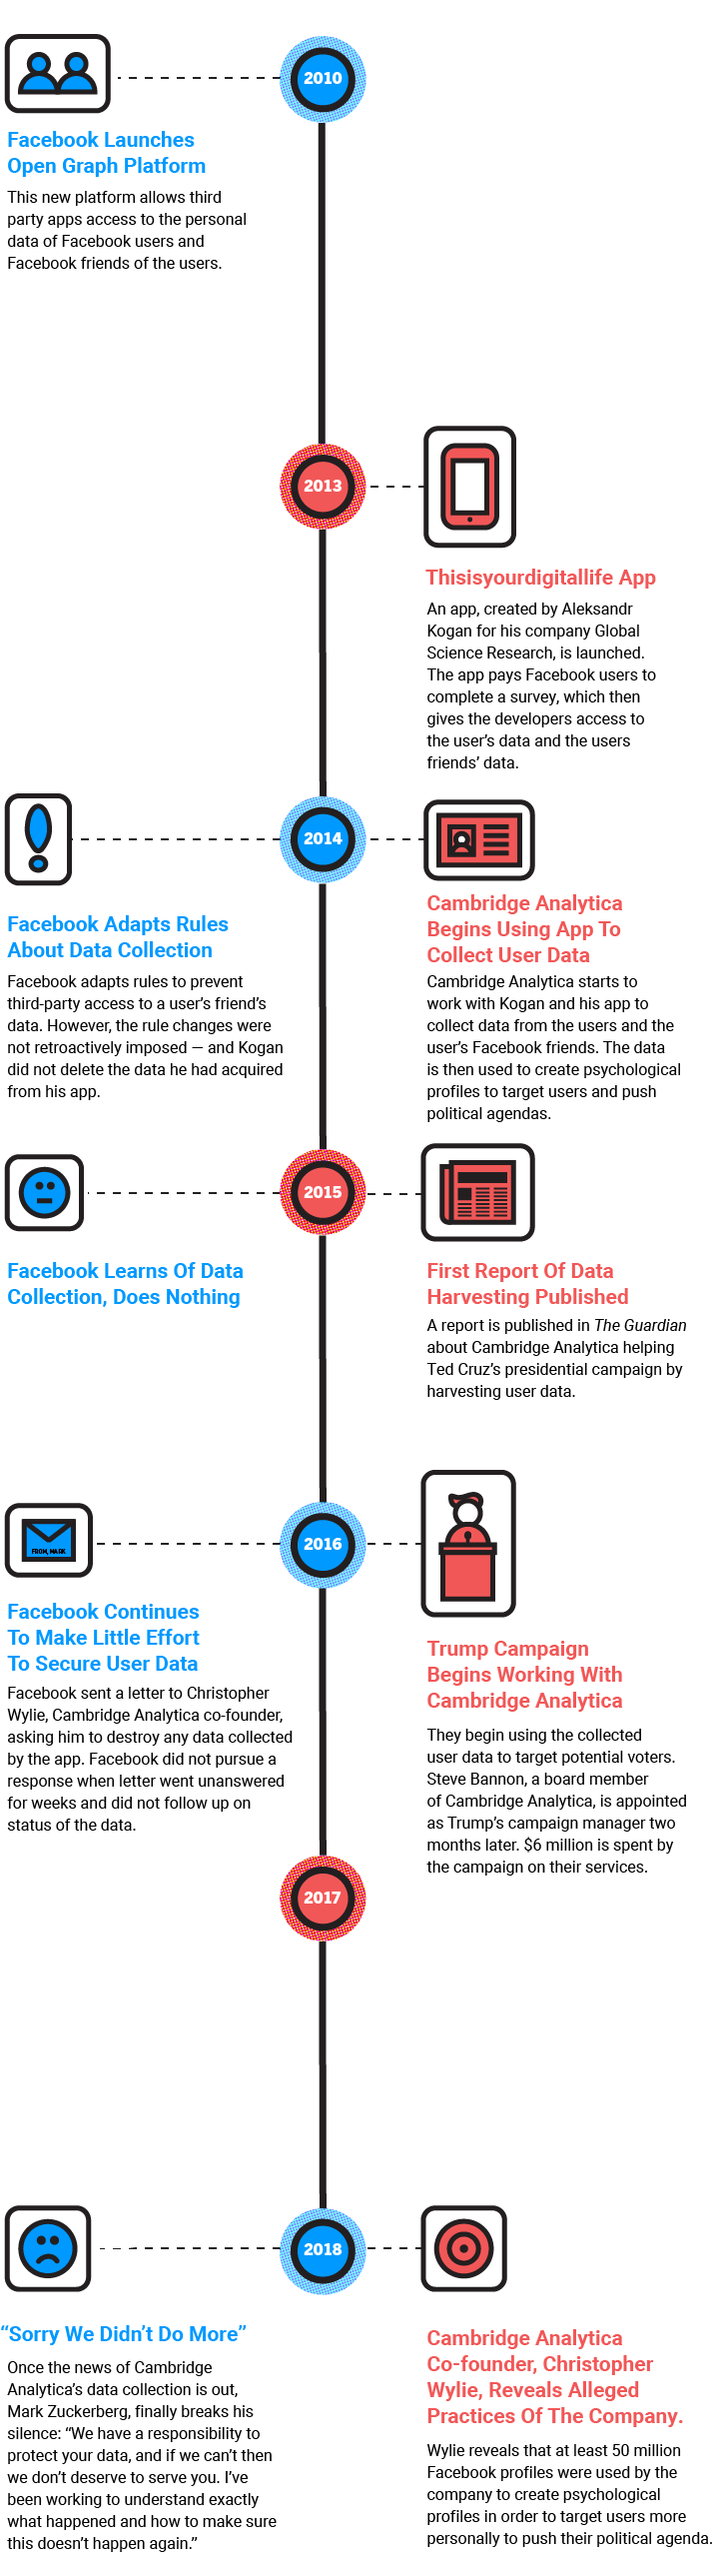 2010
Facebook Launches
Open Graph Platform
This new platform allows third
party apps access to the personal
data of Facebook users and
Facebook friends of the users.
2013
Thisisyourdigitallife App
An app, created by Aleksandr
Kogan for his company Global
Science Research, is launched.
The app pays Facebook users to
complete a survey, which then
gives the developers access to
the user’s data and the users
friends’ data.
2014
Facebook Adapts Rules
About Data Collection
Facebook adapts rules to prevent
third-party access to a user’s friend’s
data. However, the rule changes were
not retroactively imposed — and Kogan
did not delete the data he had acquired
from his app.
Cambridge Analytica
Begins Using App To
Collect User Data
Cambridge Analytica starts to
work with Kogan and his app to
collect data from the users and the
user’s Facebook friends. The data
is then used to create psychological
profiles to target users and push
political agendas.
2015
Facebook Learns Of Data
Collection, Does Nothing
First Report Of Data
Harvesting Published
A report is published in The Guardian
about Cambridge Analytica helping
Ted Cruz’s presidential campaign by
harvesting user data.
2016
FROM, MARK
Facebook Continues
To Make Little Effort
To Secure User Data
Facebook sent a letter to Christopher
Wylie, Cambridge Analytica co-founder,
asking him to destroy any data collected
by the app. Facebook did not pursue a
response when letter went unanswered
for weeks and did not follow up on
status of the data.
Trump Campaign
Begins Working With
Cambridge Analytica
They begin using the collected
user data to target potential voters.
Steve Bannon, a board member
of Cambridge Analytica, is appointed
as Trump’s campaign manager two
months later. $6 million is spent by
the campaign on their services.
2017
2018
“Sorry We Didn’t Do More”
Once the news of Cambridge
Analytica’s data collection is out,
Mark Zuckerberg, finally breaks his
silence: “We have a responsibility to
protect your data, and if we can’t then
we don’t deserve to serve you. I’ve
been working to understand exactly
what happened and how to make sure
this doesn’t happen again.”
Cambridge Analytica
Co-founder, Christopher
Wylie, Reveals Alleged
Practices Of The Company.
Wylie reveals that at least 50 million
Facebook profiles were used by the
company to create psychological
profiles in order to target users more
personally to push their political agenda.